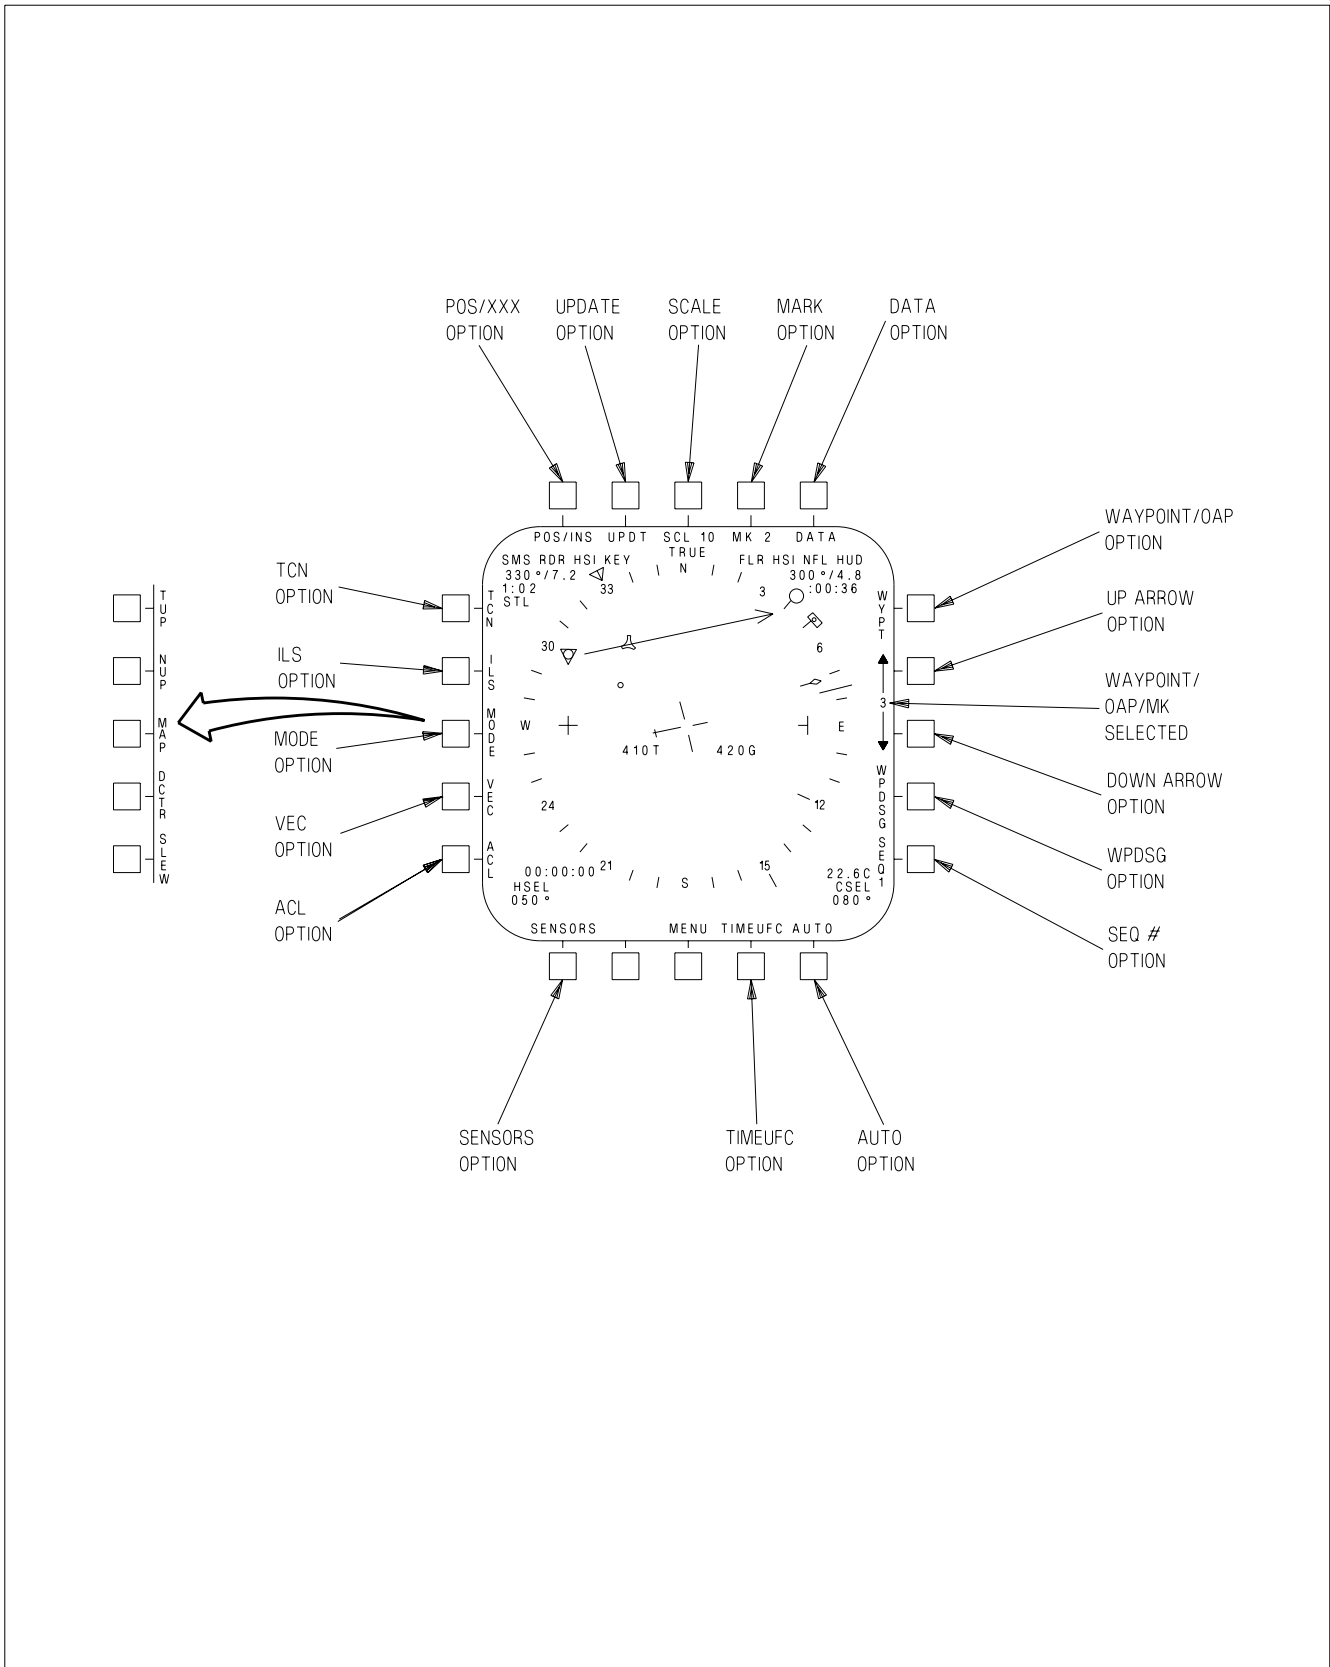 POS/XXX OPTION
UPDATE OPTION
SCALE OPTION
MARK OPTION
DATA OPTION
WAYPOINT/OAP OPTION
UP ARROW OPTION
WAYPOINT/ OAP/MK SELECTED
DOWN ARROW OPTION
WPDSG OPTION
SEQ # OPTION
TCN OPTION
ILS OPTION
MODE OPTION
VEC OPTION
ACL OPTION
TUP
NUP
MAP
DCTR
SLEW
POS/INS UPDT SCL 10 MK 2 DATA
TRUE
SMS RDR HSI KEY
FLR HSI NFL HUD
330°/7.2
1:02
STL
300°/4.8
:00:36
N
33
3
30
6
W
E
24
12
21
15
S
TCN
ILS
MODE
VEC
ACL
WYPT
3
WPDSG
SEQ1
410T
420G
00:00:00
HSEL
050°
22.6C
CSEL
080°
SENSORS MENU TIMEUFC AUTO
SENSORS OPTION
TIMEUFC OPTION
AUTO OPTION